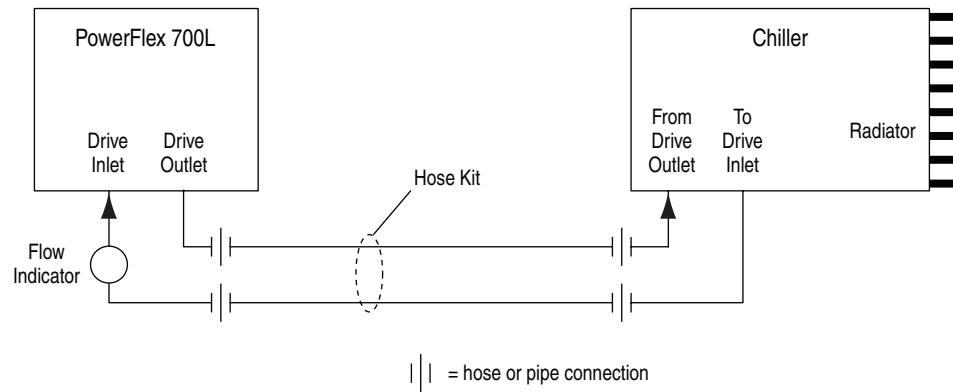 PowerFlex 700L
Drive
Inlet
Drive
Outlet
Flow
Indicator
Hose Kit
Chiller
From
Drive
Outlet
To
Drive
Inlet
Radiator
= hose or pipe connection